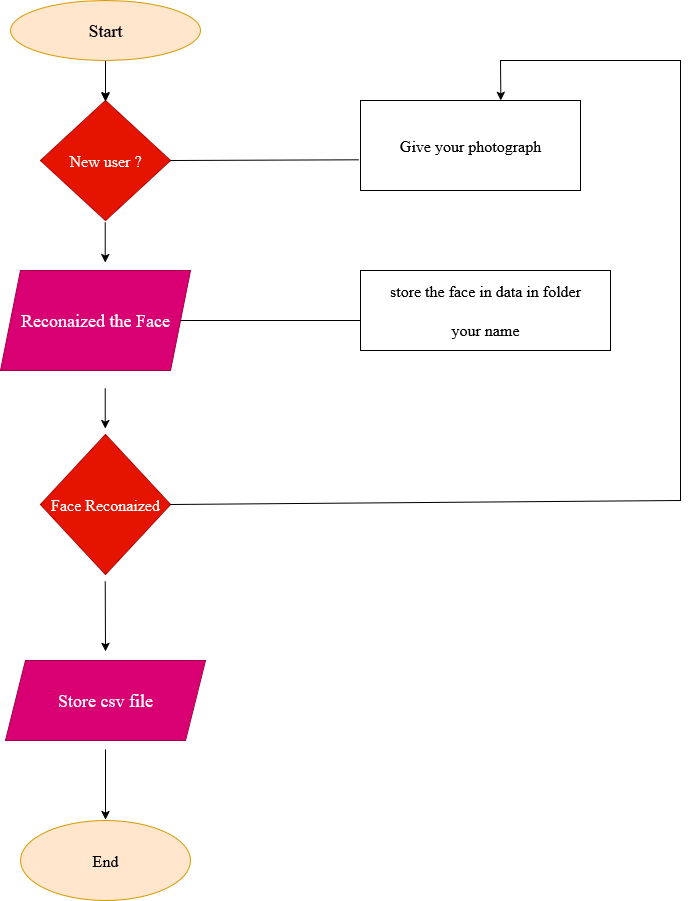 Start
New user ?
Give your photograph
Reconaized the Face
store the face in data in folder
your name
Face Reconaized
Store csv file
End